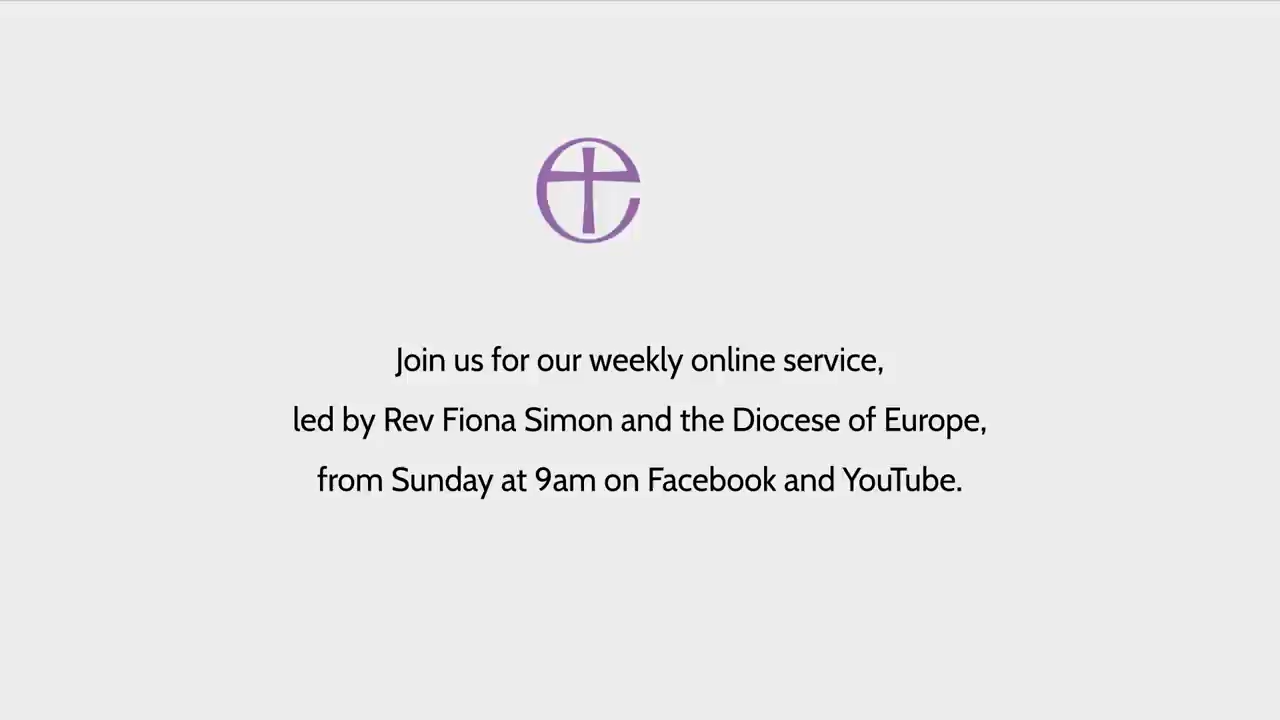 Join us for our weekly online service,
led by Rev Fiona Simon and the Diocese of Europe,
from Sunday at 9am on Facebook and YouTube.